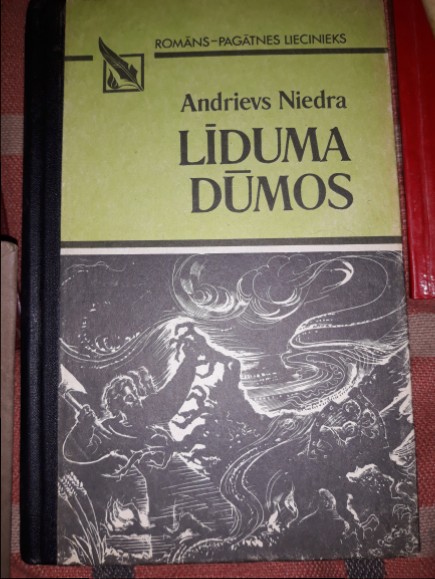 ROMĀNS–PAGĀTNES LIECINIEKS
Andrievs Niedra
LĪDUMA
DŪMOS